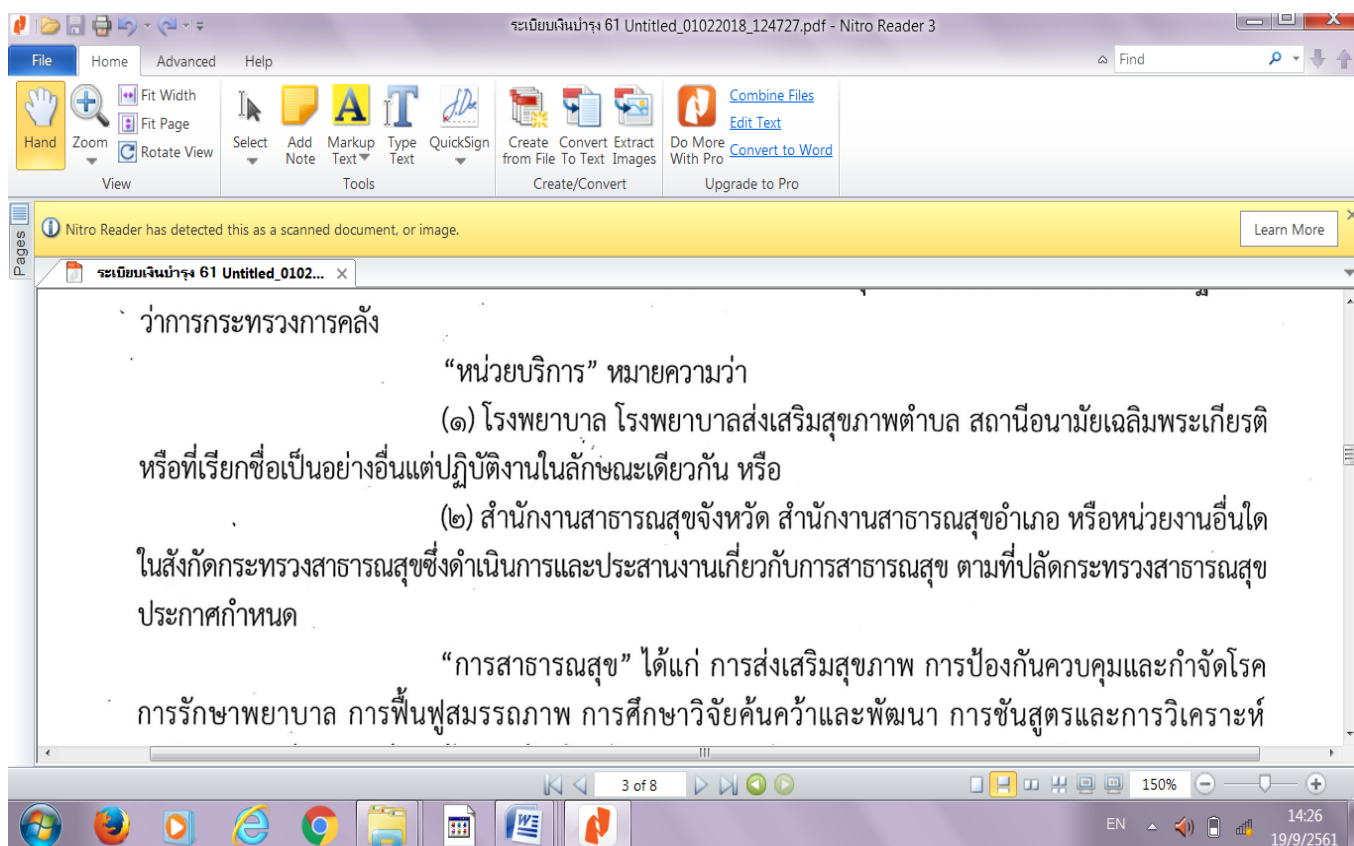 ระเบียบเงินบำรุง 61 Untitled_01022018_124727.pdf - Nitro Reader 3
File Home Advanced Help Find
Hand
Zoom
Fit Width
Fit Page
Rotate View
View
Select
Add Note
Markup Text
Type Text
QuickSign
Tools
Create from File
Convert To Text
Extract Images
Create/Convert
Do More With Pro
Combine Files
Edit Text
Convert to Word
Upgrade to Pro
Pages
Nitro Reader has detected this as a scanned document, or image.
Learn More
ระเบียบเงินบำรุง 61 Untitled_0102...
ว่าการกระทรวงการคลัง
“หน่วยบริการ” หมายความว่า
(๑) โรงพยาบาล โรงพยาบาลส่งเสริมสุขภาพตำบล สถานีอนามัยเฉลิมพระเกียรติ
หรือที่เรียกชื่อเป็นอย่างอื่นแต่ปฏิบัติงานในลักษณะเดียวกัน หรือ
(๒) สำนักงานสาธารณสุขจังหวัด สำนักงานสาธารณสุขอำเภอ หรือหน่วยงานอื่นใด
ในสังกัดกระทรวงสาธารณสุขซึ่งดำเนินการและประสานงานเกี่ยวกับการสาธารณสุข ตามที่ปลัดกระทรวงสาธารณสุข
ประกาศกำหนด
“การสาธารณสุข” ได้แก่ การส่งเสริมสุขภาพ การป้องกันควบคุมและกำจัดโรค
การรักษาพยาบาล การฟื้นฟูสมรรถภาพ การศึกษาวิจัยค้นคว้าและพัฒนา การชันสูตรและการวิเคราะห์
3 of 8
150%
EN
14:26
19/9/2561